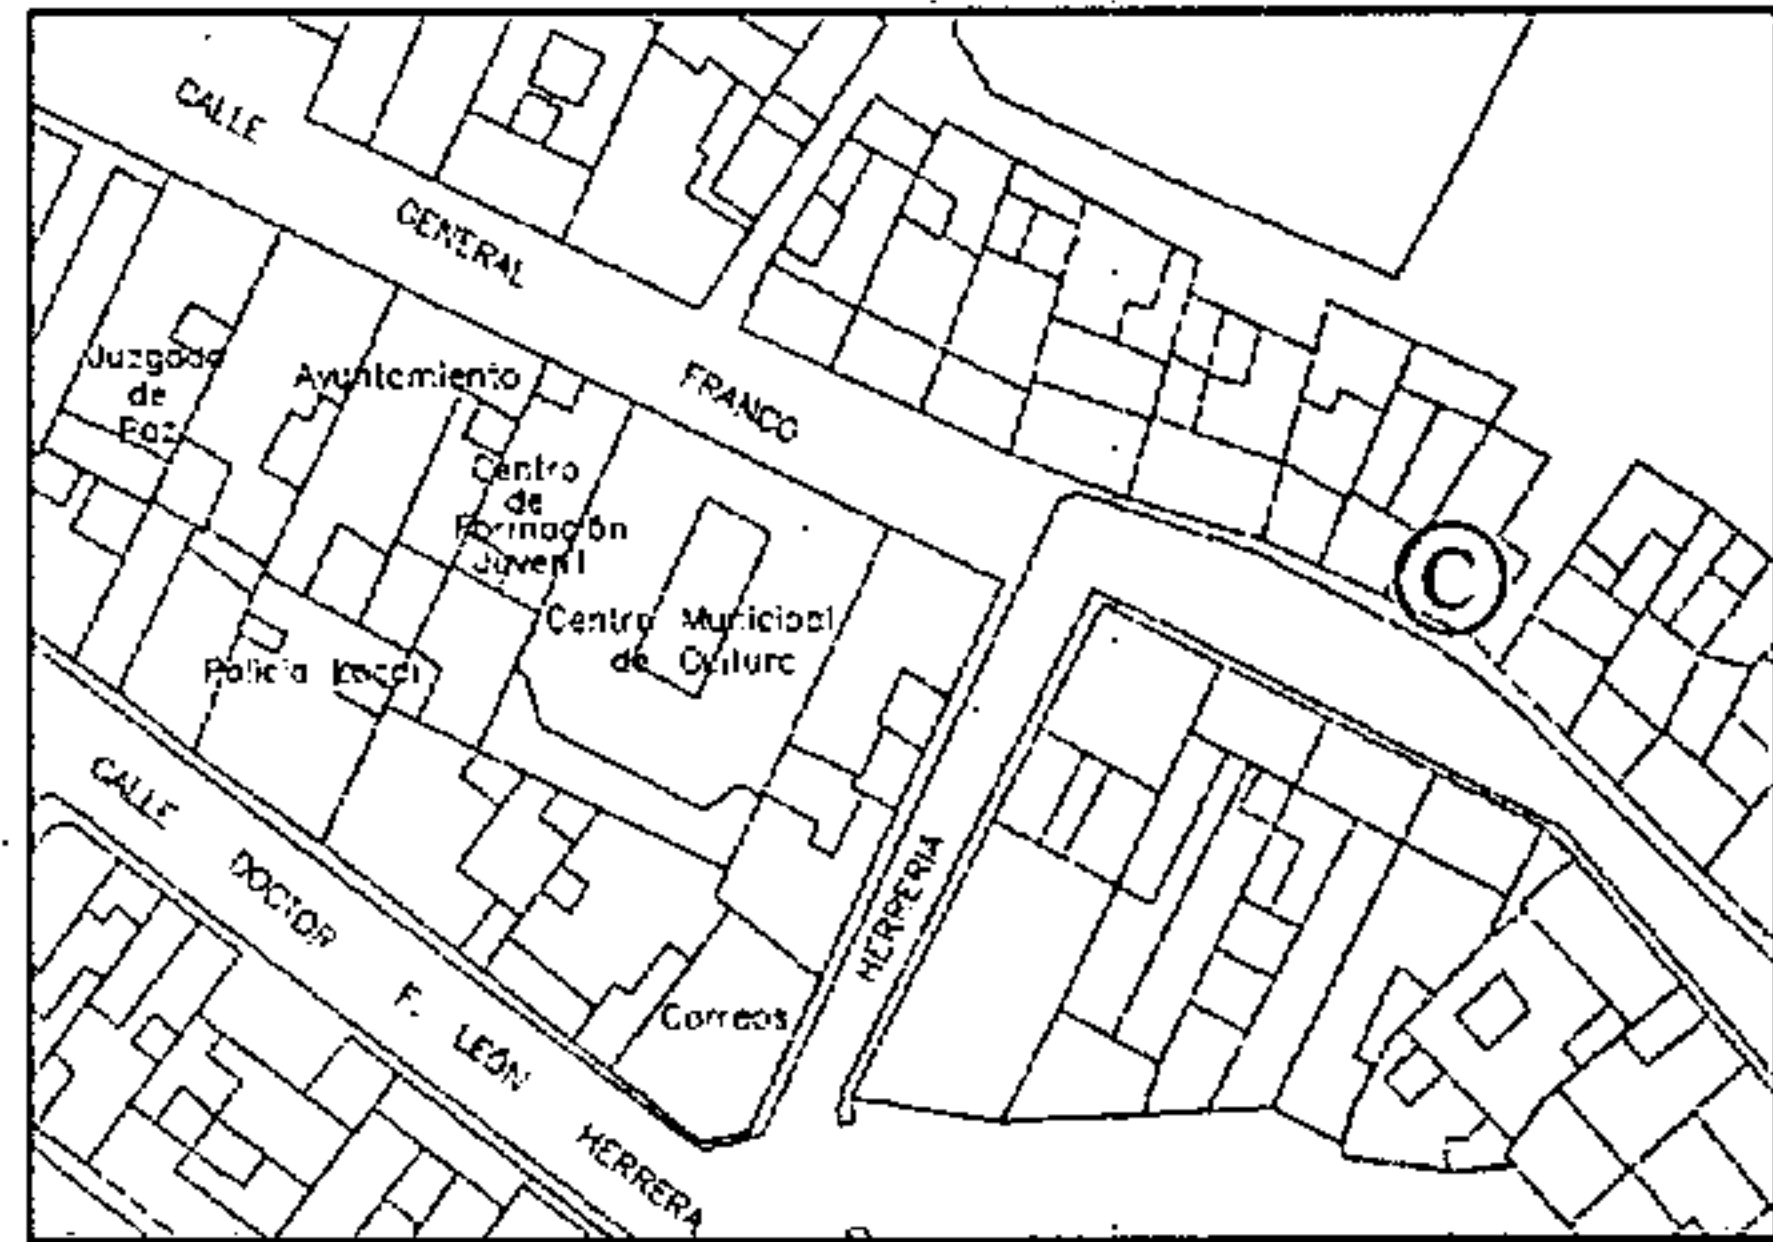 CALLE
GENERAL
FRANCO
Juzgado
de
Paz
Ayuntamiento
Centro
de
Formación
Juvenil
Centro Municipal
de Cultura
Policía Local
©
CALLE
DOCTOR
F.
LEÓN
HERRERA
HERRERIA
Correos